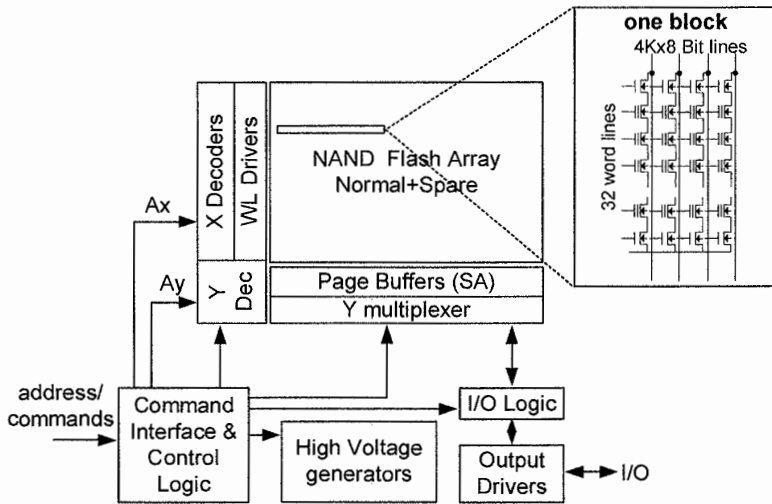 one block
4Kx8 Bit lines
32 word lines
X Decoders
WL Drivers
NAND Flash Array
Normal+Spare
Ax
Ay
Y
Dec
Page Buffers (SA)
Y multiplexer
address/
commands
Command
Interface &
Control
Logic
High Voltage
generators
I/O Logic
Output
Drivers
I/O